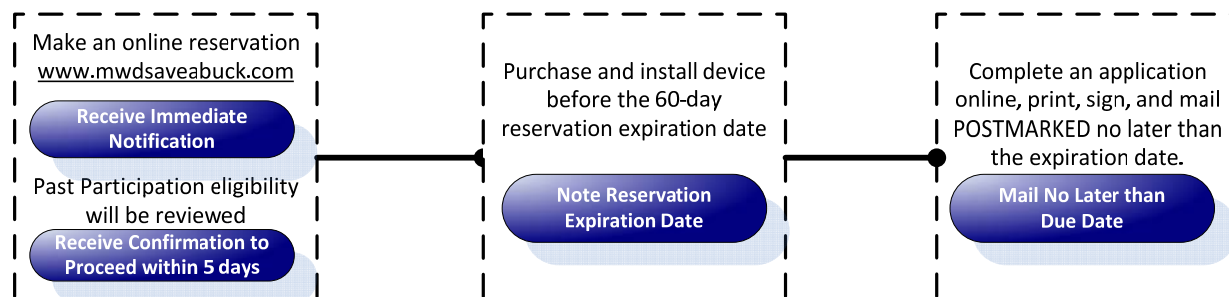 Make an online reservation
www.mwdsaveabuck.com
Receive Immediate
Notification
Past Participation eligibility
will be reviewed
Receive Confirmation to
Proceed within 5 days
Purchase and install device
before the 60-day
reservation expiration date
Note Reservation
Expiration Date
Complete an application
online, print, sign, and mail
POSTMARKED no later than
the expiration date.
Mail No Later than
Due Date